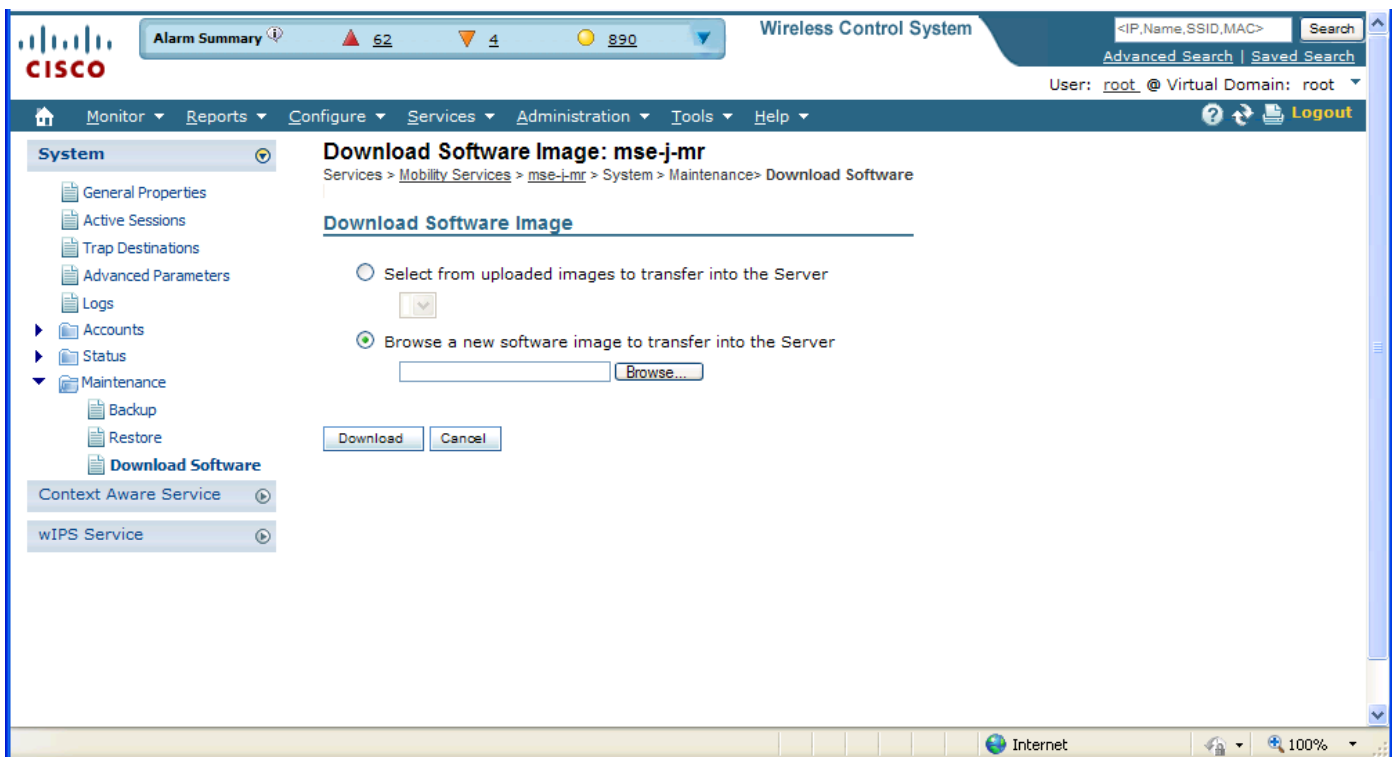 Alarm Summary 62 4 890
Wireless Control System
<IP,Name,SSID,MAC> Search
Advanced Search | Saved Search
CISCO
User: root @ Virtual Domain: root
Monitor Reports Configure Services Administration Tools Help Logout
System
General Properties
Active Sessions
Trap Destinations
Advanced Parameters
Logs
Accounts
Status
Maintenance
Backup
Restore
Download Software
Context Aware Service
wIPS Service
Download Software Image: mse-j-mr
Services > Mobility Services > mse-j-mr > System > Maintenance> Download Software
Download Software Image
Select from uploaded images to transfer into the Server
Browse a new software image to transfer into the Server
Browse...
Download Cancel
Internet 100%